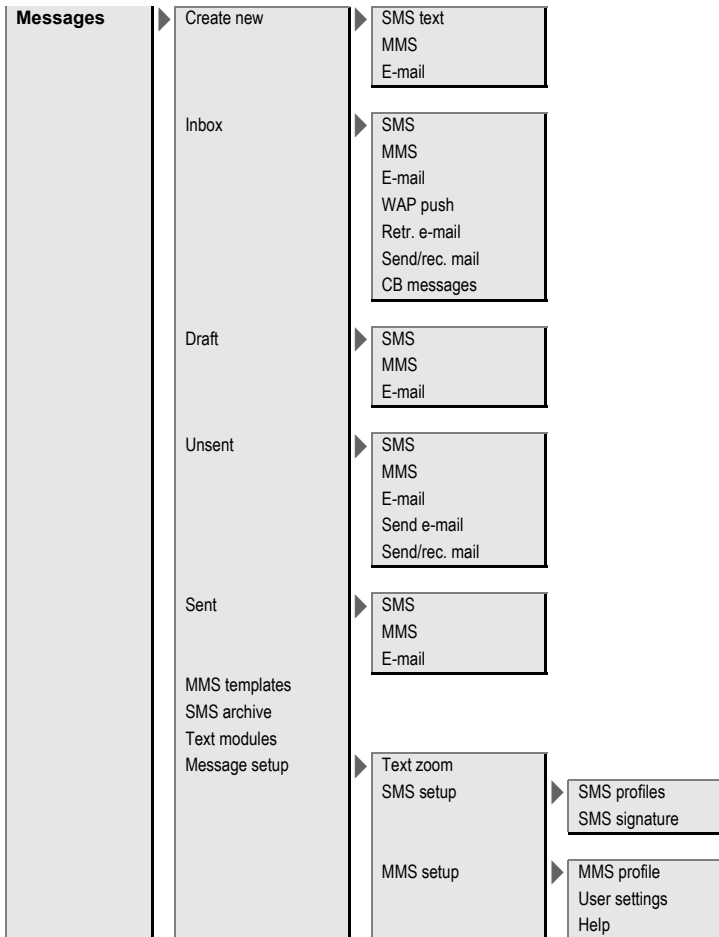 Messages
Create new
SMS text
MMS
E-mail
Inbox
SMS
MMS
E-mail
WAP push
Retr. e-mail
Send/rec. mail
CB messages
Draft
SMS
MMS
E-mail
Unsent
SMS
MMS
E-mail
Send e-mail
Send/rec. mail
Sent
SMS
MMS
E-mail
MMS templates
SMS archive
Text modules
Message setup
Text zoom
SMS setup
SMS profiles
SMS signature
MMS setup
MMS profile
User settings
Help